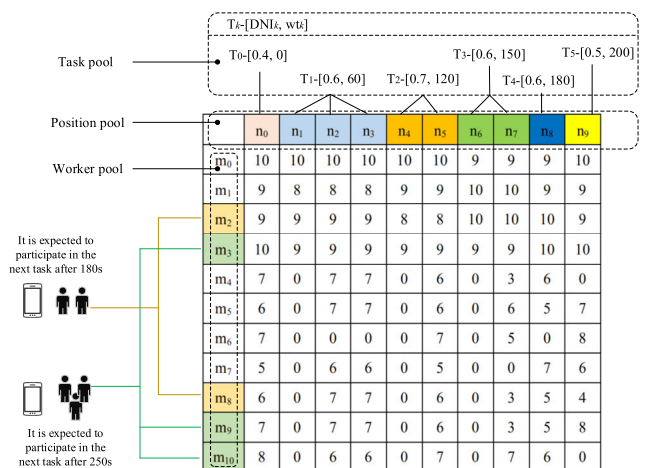 Tk-[DNIk, wtk]
Task pool
T0-[0.4, 0]
T1-[0.6, 60]
T2-[0.7, 120]
T3-[0.6, 150]
T4-[0.6, 180]
T5-[0.5, 200]
Position pool
n0 n1 n2 n3 n4 n5 n6 n7 n8 n9
Worker pool
m0 10 10 10 10 10 10 9 9 9 10
m1 9 8 8 8 9 9 10 10 9 9
m2 9 9 9 9 8 8 10 10 10 9
m3 10 9 9 9 9 9 9 9 10 10
m4 7 0 7 7 0 6 0 3 6 0
m5 6 0 7 7 0 6 0 6 5 7
m6 7 0 0 0 0 7 0 5 0 8
m7 5 0 6 6 0 5 0 0 7 6
m8 6 0 7 7 0 6 0 3 5 4
m9 7 0 7 7 0 6 0 3 5 8
m10 8 0 6 6 0 7 0 7 6 0
It is expected to
participate in the
next task after 180s
It is expected to
participate in the
next task after 250s